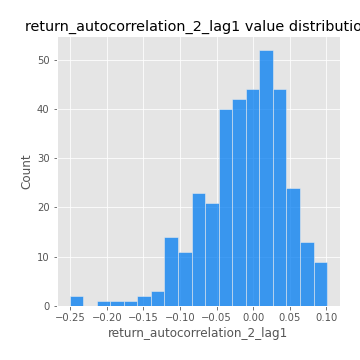 return_autocorrelation_2_lag1 value distributio
50
40
30
20
10
0
Count
−0.25 −0.20 −0.15 −0.10 −0.05 0.00 0.05 0.10
return_autocorrelation_2_lag1